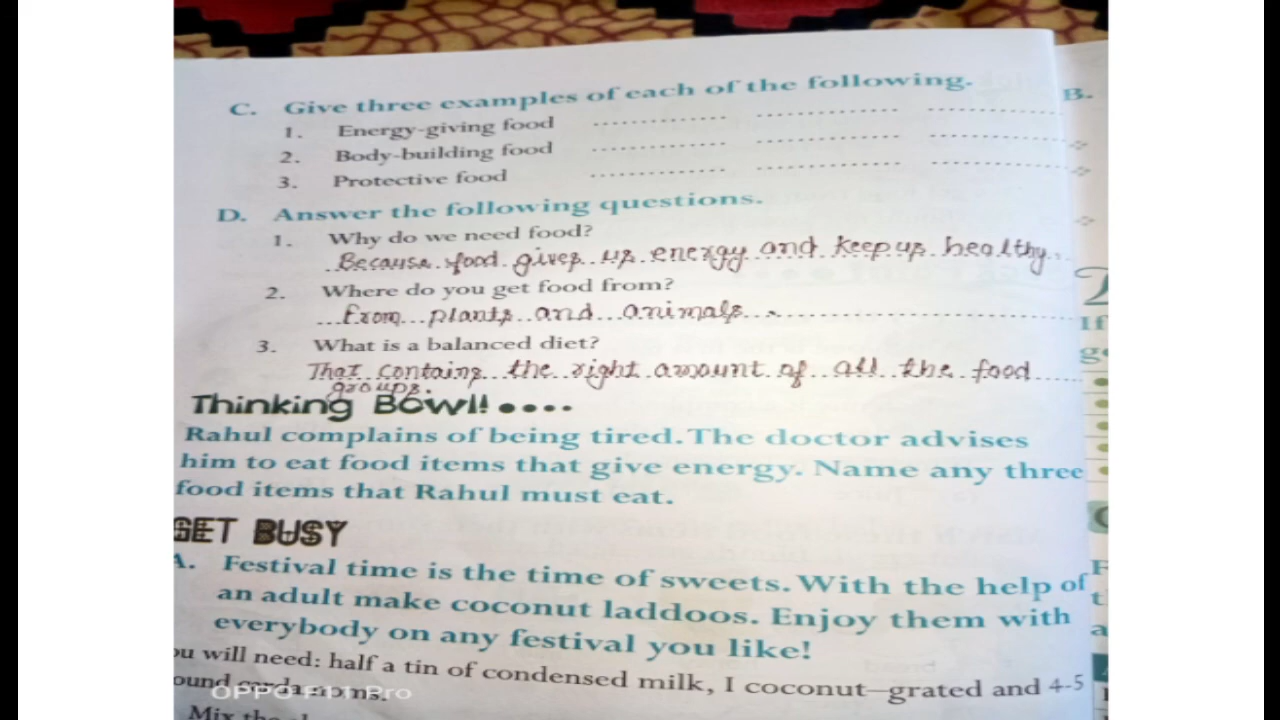 C. Give three examples of each of the following.
1. Energy-giving food
2. Body-building food
3. Protective food
D. Answer the following questions.
1. Why do we need food?
Because food gives us energy and keep us healthy.
2. Where do you get food from?
From plants and animals.
3. What is a balanced diet?
That contains the right amount of all the food
groups.
Thinking Bowl!
Rahul complains of being tired. The doctor advises
him to eat food items that give energy. Name any three
food items that Rahul must eat.
GET BUSY
A. Festival time is the time of sweets. With the help of
an adult make coconut laddoos. Enjoy them with
everybody on any festival you like!
ou will need: half a tin of condensed milk, 1 coconut—grated and 4-5
ound cardamoms.
OPPO F11 Pro
Mix the
B.
If